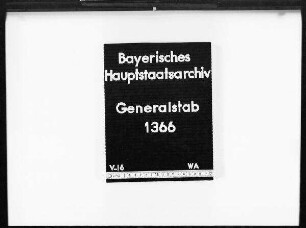 Bayerisches
Hauptstaatsarchiv
Generalstab
1366
V.16 WA